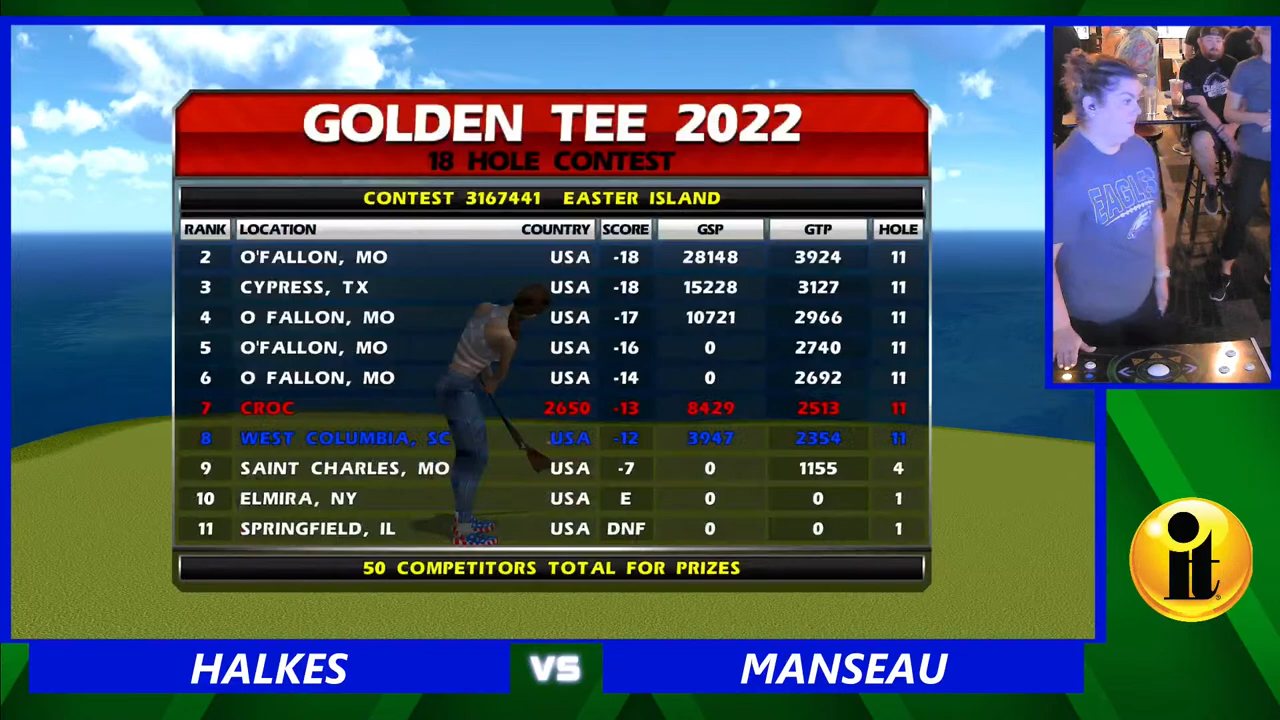 GOLDEN TEE 2022
18 HOLE CONTEST
CONTEST 3167441 EASTER ISLAND
RANK LOCATION COUNTRY SCORE GSP GTP HOLE
2 O'FALLON, MO USA -18 28148 3924 11
3 CYPRESS, TX USA -18 15228 3127 11
4 O FALLON, MO USA -17 10721 2966 11
5 O'FALLON, MO USA -16 0 2740 11
6 O FALLON, MO USA -14 0 2692 11
7 CROC 2650 -13 8429 2513 11
8 WEST COLUMBIA, SC USA -12 3947 2354 11
9 SAINT CHARLES, MO USA -7 0 1155 4
10 ELMIRA, NY USA E 0 0 1
11 SPRINGFIELD, IL USA DNF 0 0 1
50 COMPETITORS TOTAL FOR PRIZES
EAGLES
it
HALKES VS MANSEAU